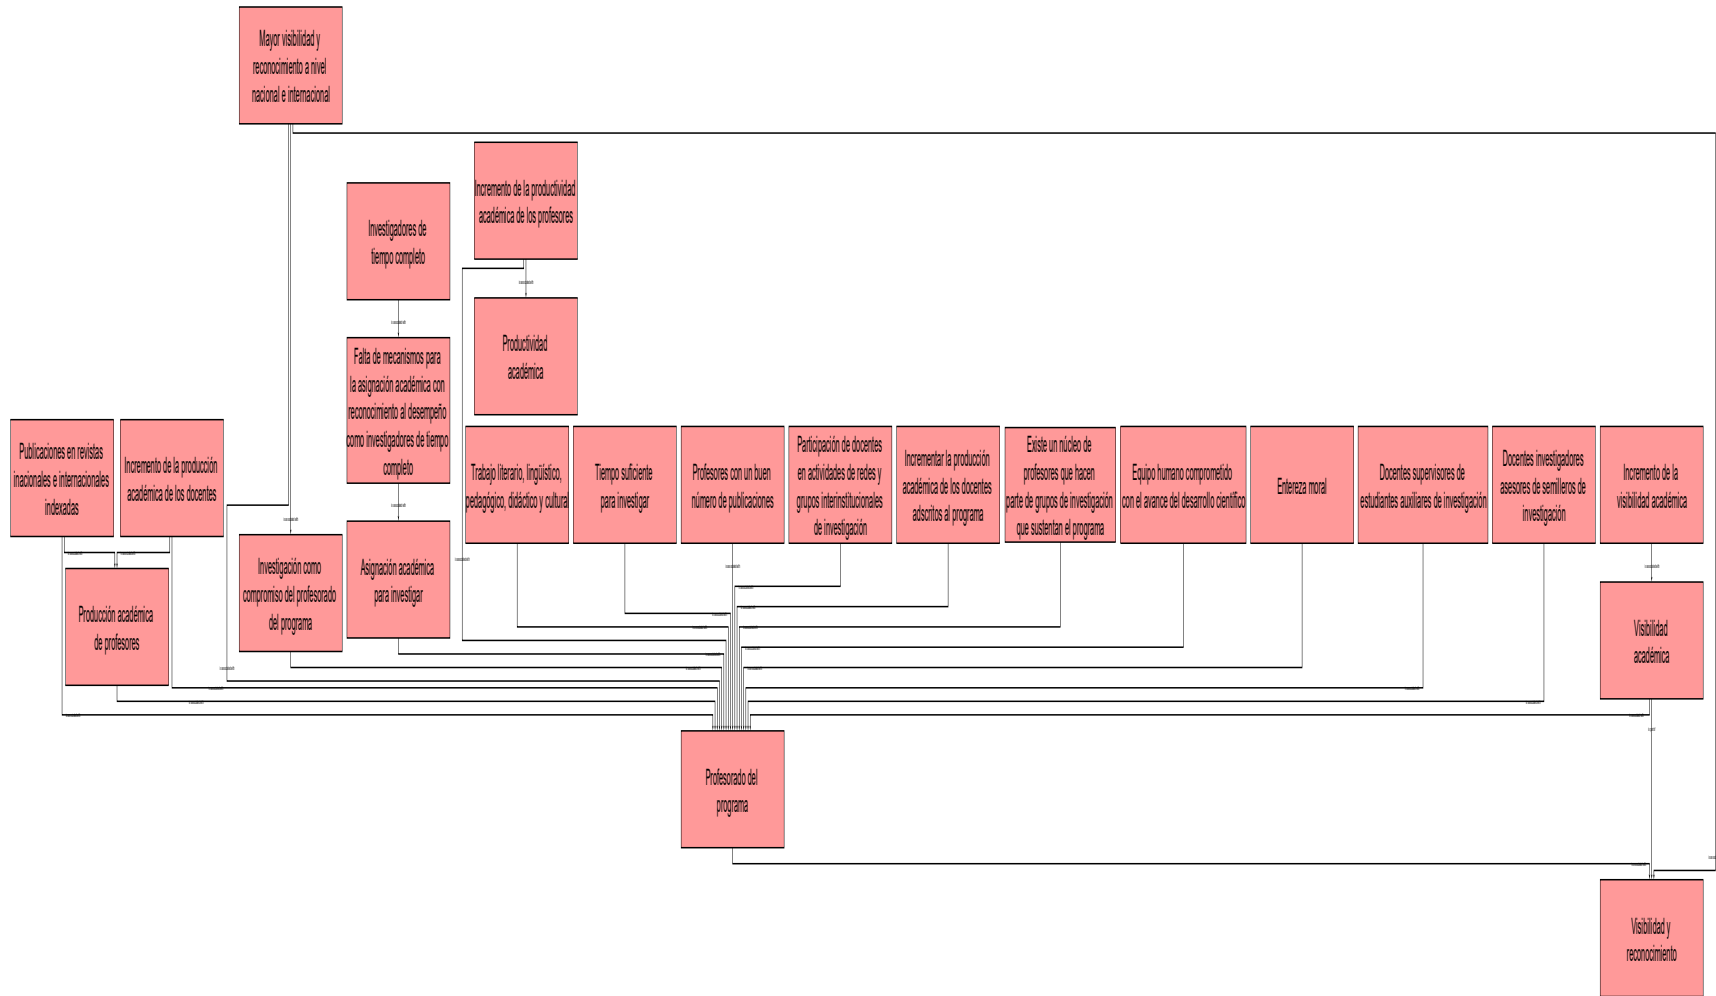 Mayor visibilidad y
reconocimiento a nivel
nacional e internacional
Incremento de la productividad
académica de los profesores
Investigadores de
tiempo completo
Productividad
académica
Falta de mecanismos para
la asignación académica con
reconocimiento al desempeño
como investigadores de tiempo
completo
Publicaciones en revistas
inacionales e internacionales
indexadas
Incremento de la producción
académica de los docentes
Trabajo literario, lingüístico,
pedagógico, didáctico y cultural
Tiempo suficiente
para investigar
Profesores con un buen
número de publicaciones
Participación de docentes
en actividades de redes y
grupos interinstitucionales
de investigación
Incrementar la producción
académica de los docentes
adscritos al programa
Existe un núcleo de
profesores que hacen
parte de grupos de investigación
que sustentan el programa
Equipo humano comprometido
con el avance del desarrollo científico
Entereza moral
Docentes supervisores de
estudiantes auxiliares de investigación
Docentes investigadores
asesores de semilleros de
investigación
Incremento de la
visibilidad académica
Investigación como
compromiso del profesorado
del programa
Asignación académica
para investigar
Producción académica
de profesores
Visibilidad
académica
Profesorado del
programa
Visibilidad y
reconocimiento